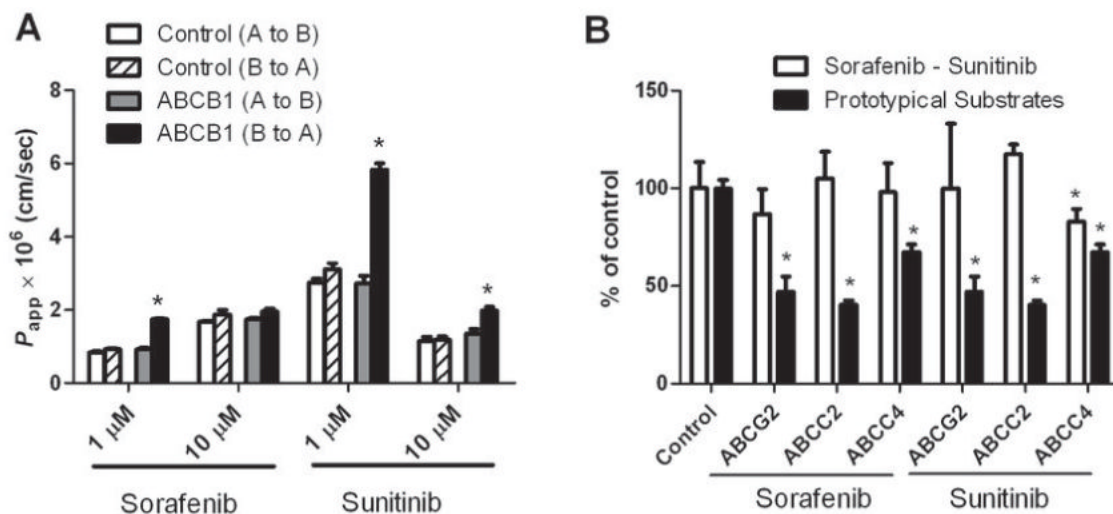 A
Control (A to B)
Control (B to A)
ABCB1 (A to B)
ABCB1 (B to A)
8
6
4
2
0
Papp × 10⁶ (cm/sec)
*
*
*
1 µM
10 µM
1 µM
10 µM
Sorafenib
Sunitinib
B
Sorafenib - Sunitinib
Prototypical Substrates
150
100
50
0
% of control
*
*
*
*
*
*
*
Control
ABCG2
ABCC2
ABCC4
ABCG2
ABCC2
ABCC4
Sorafenib
Sunitinib